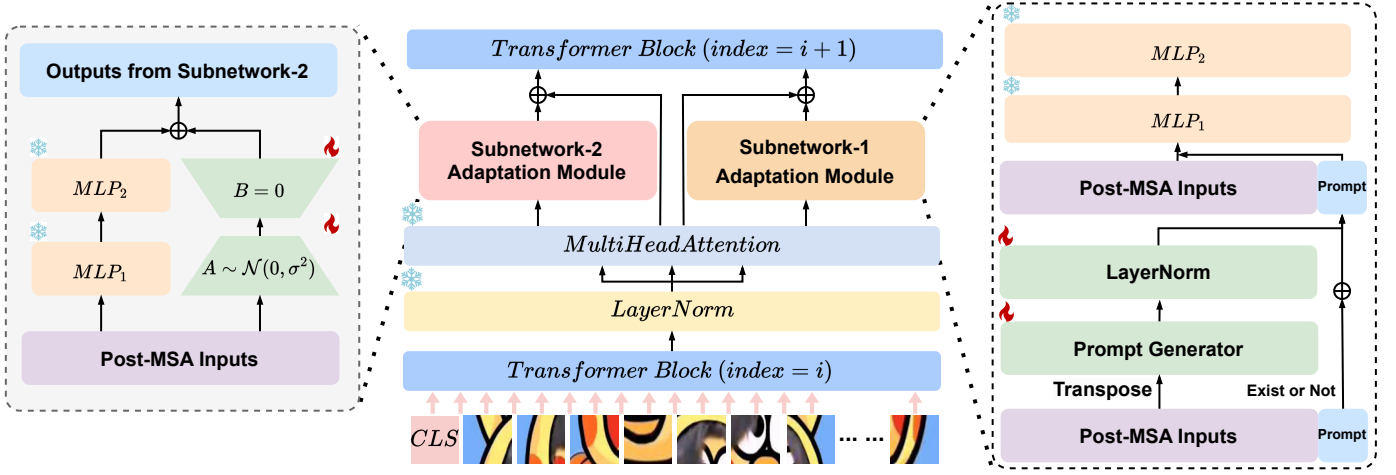 Outputs from Subnetwork-2
MLP₂
B = 0
MLP₁
A ∼ 𝒩(0, σ²)
Post-MSA Inputs
Transformer Block (index = i + 1)
Subnetwork-2
Adaptation Module
Subnetwork-1
Adaptation Module
MultiHeadAttention
LayerNorm
Transformer Block (index = i)
CLS
... ...
MLP₂
MLP₁
Post-MSA Inputs
Prompt
LayerNorm
Prompt Generator
Transpose
Exist or Not
Post-MSA Inputs
Prompt